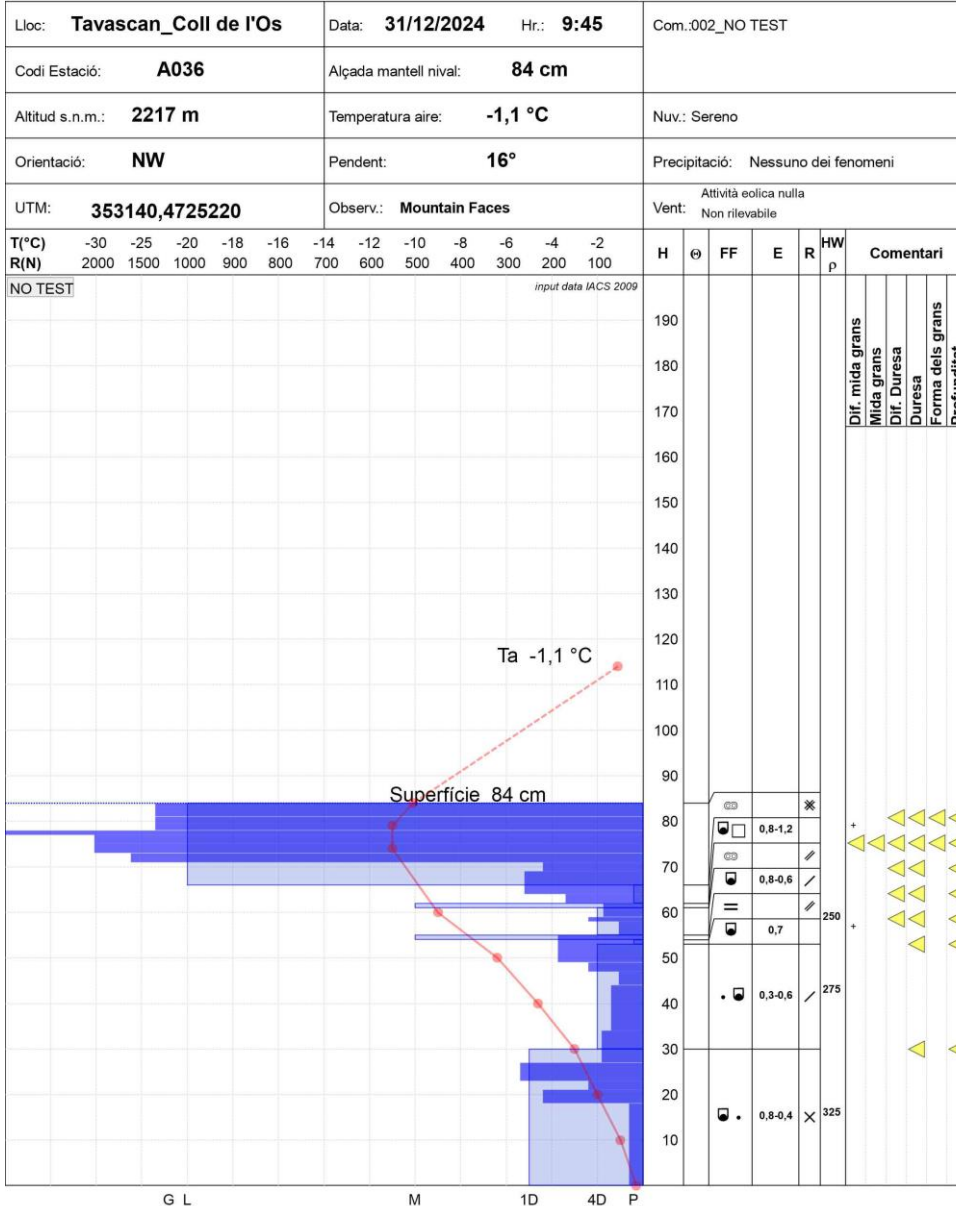 Lloc: Tavascan_Coll de l'Os Data: 31/12/2024 Hr.: 9:45 Com.:002_NO TEST
Codi Estació: A036 Alçada mantell nival: 84 cm
Altitud s.n.m.: 2217 m Temperatura aire: -1,1 °C Nuv.: Sereno
Orientació: NW Pendent: 16° Precipitació: Nessuno dei fenomeni
UTM: 353140,4725220 Observ.: Mountain Faces Vent: Attività eolica nulla
Non rilevabile
T(°C) -30 -25 -20 -18 -16 -14 -12 -10 -8 -6 -4 -2 H Θ FF E R HW Comentari
R(N) 2000 1500 1000 900 800 700 600 500 400 300 200 100 ρ
NO TEST input data IACS 2009
Dif. mida grans
Mida grans
Dif. Duresa
Duresa
Forma dels grans
190
180
170
160
150
140
130
120
Ta -1,1 °C
110
100
90
Superfície 84 cm
80 + 0,8-1,2
70 0,8-0,6
60 250
0,7 +
50
40 0,3-0,6 275
30
20 0,8-0,4 325
10
G L M 1D 4D P